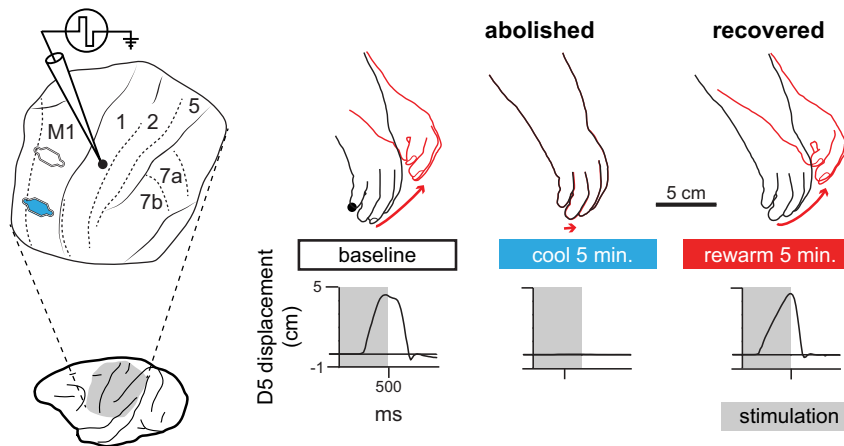 abolished
recovered
M1
1
2
5
7a
7b
5 cm
baseline
cool 5 min.
rewarm 5 min.
D5 displacement
(cm)
5
-1
500
ms
stimulation